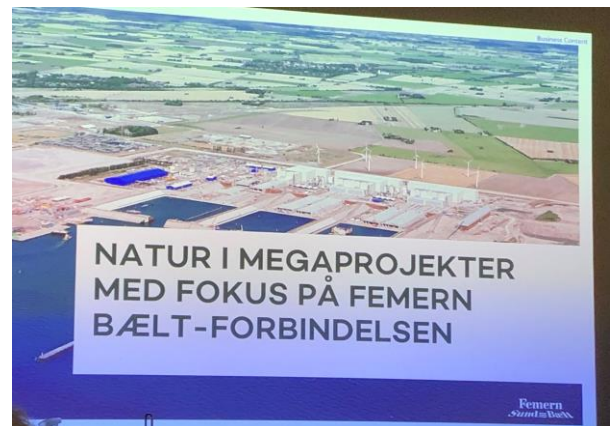 Business Content
NATUR I MEGAPROJEKTER
MED FOKUS PÅ FEMERN
BÆLT-FORBINDELSEN
Femern
Sund ≈ Bælt